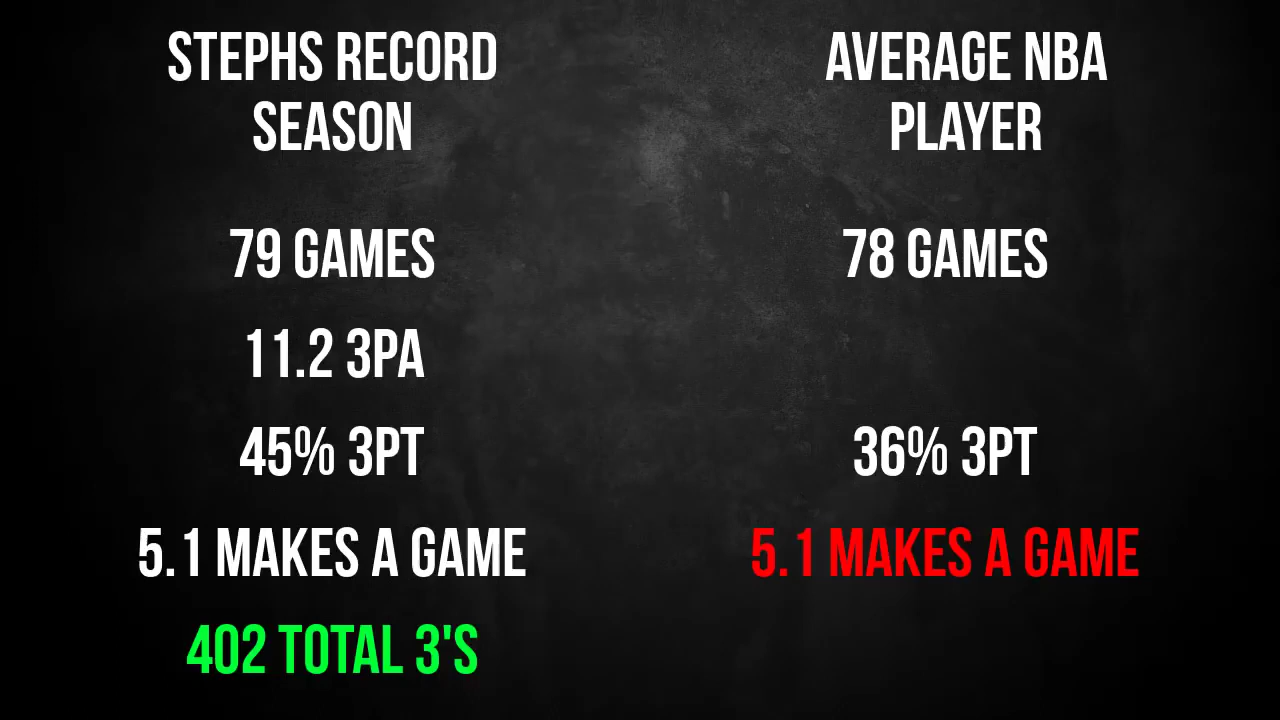 STEPHS RECORD
SEASON
79 GAMES
11.2 3PA
45% 3PT
5.1 MAKES A GAME
402 TOTAL 3'S
AVERAGE NBA
PLAYER
78 GAMES
36% 3PT
5.1 MAKES A GAME